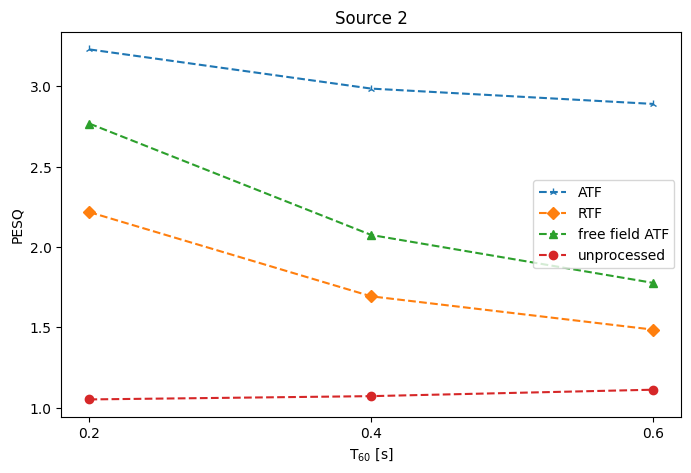 Source 2
PESQ
3.0
2.5
2.0
1.5
1.0
ATF
RTF
free field ATF
unprocessed
0.2 0.4 0.6
T₆₀ [s]